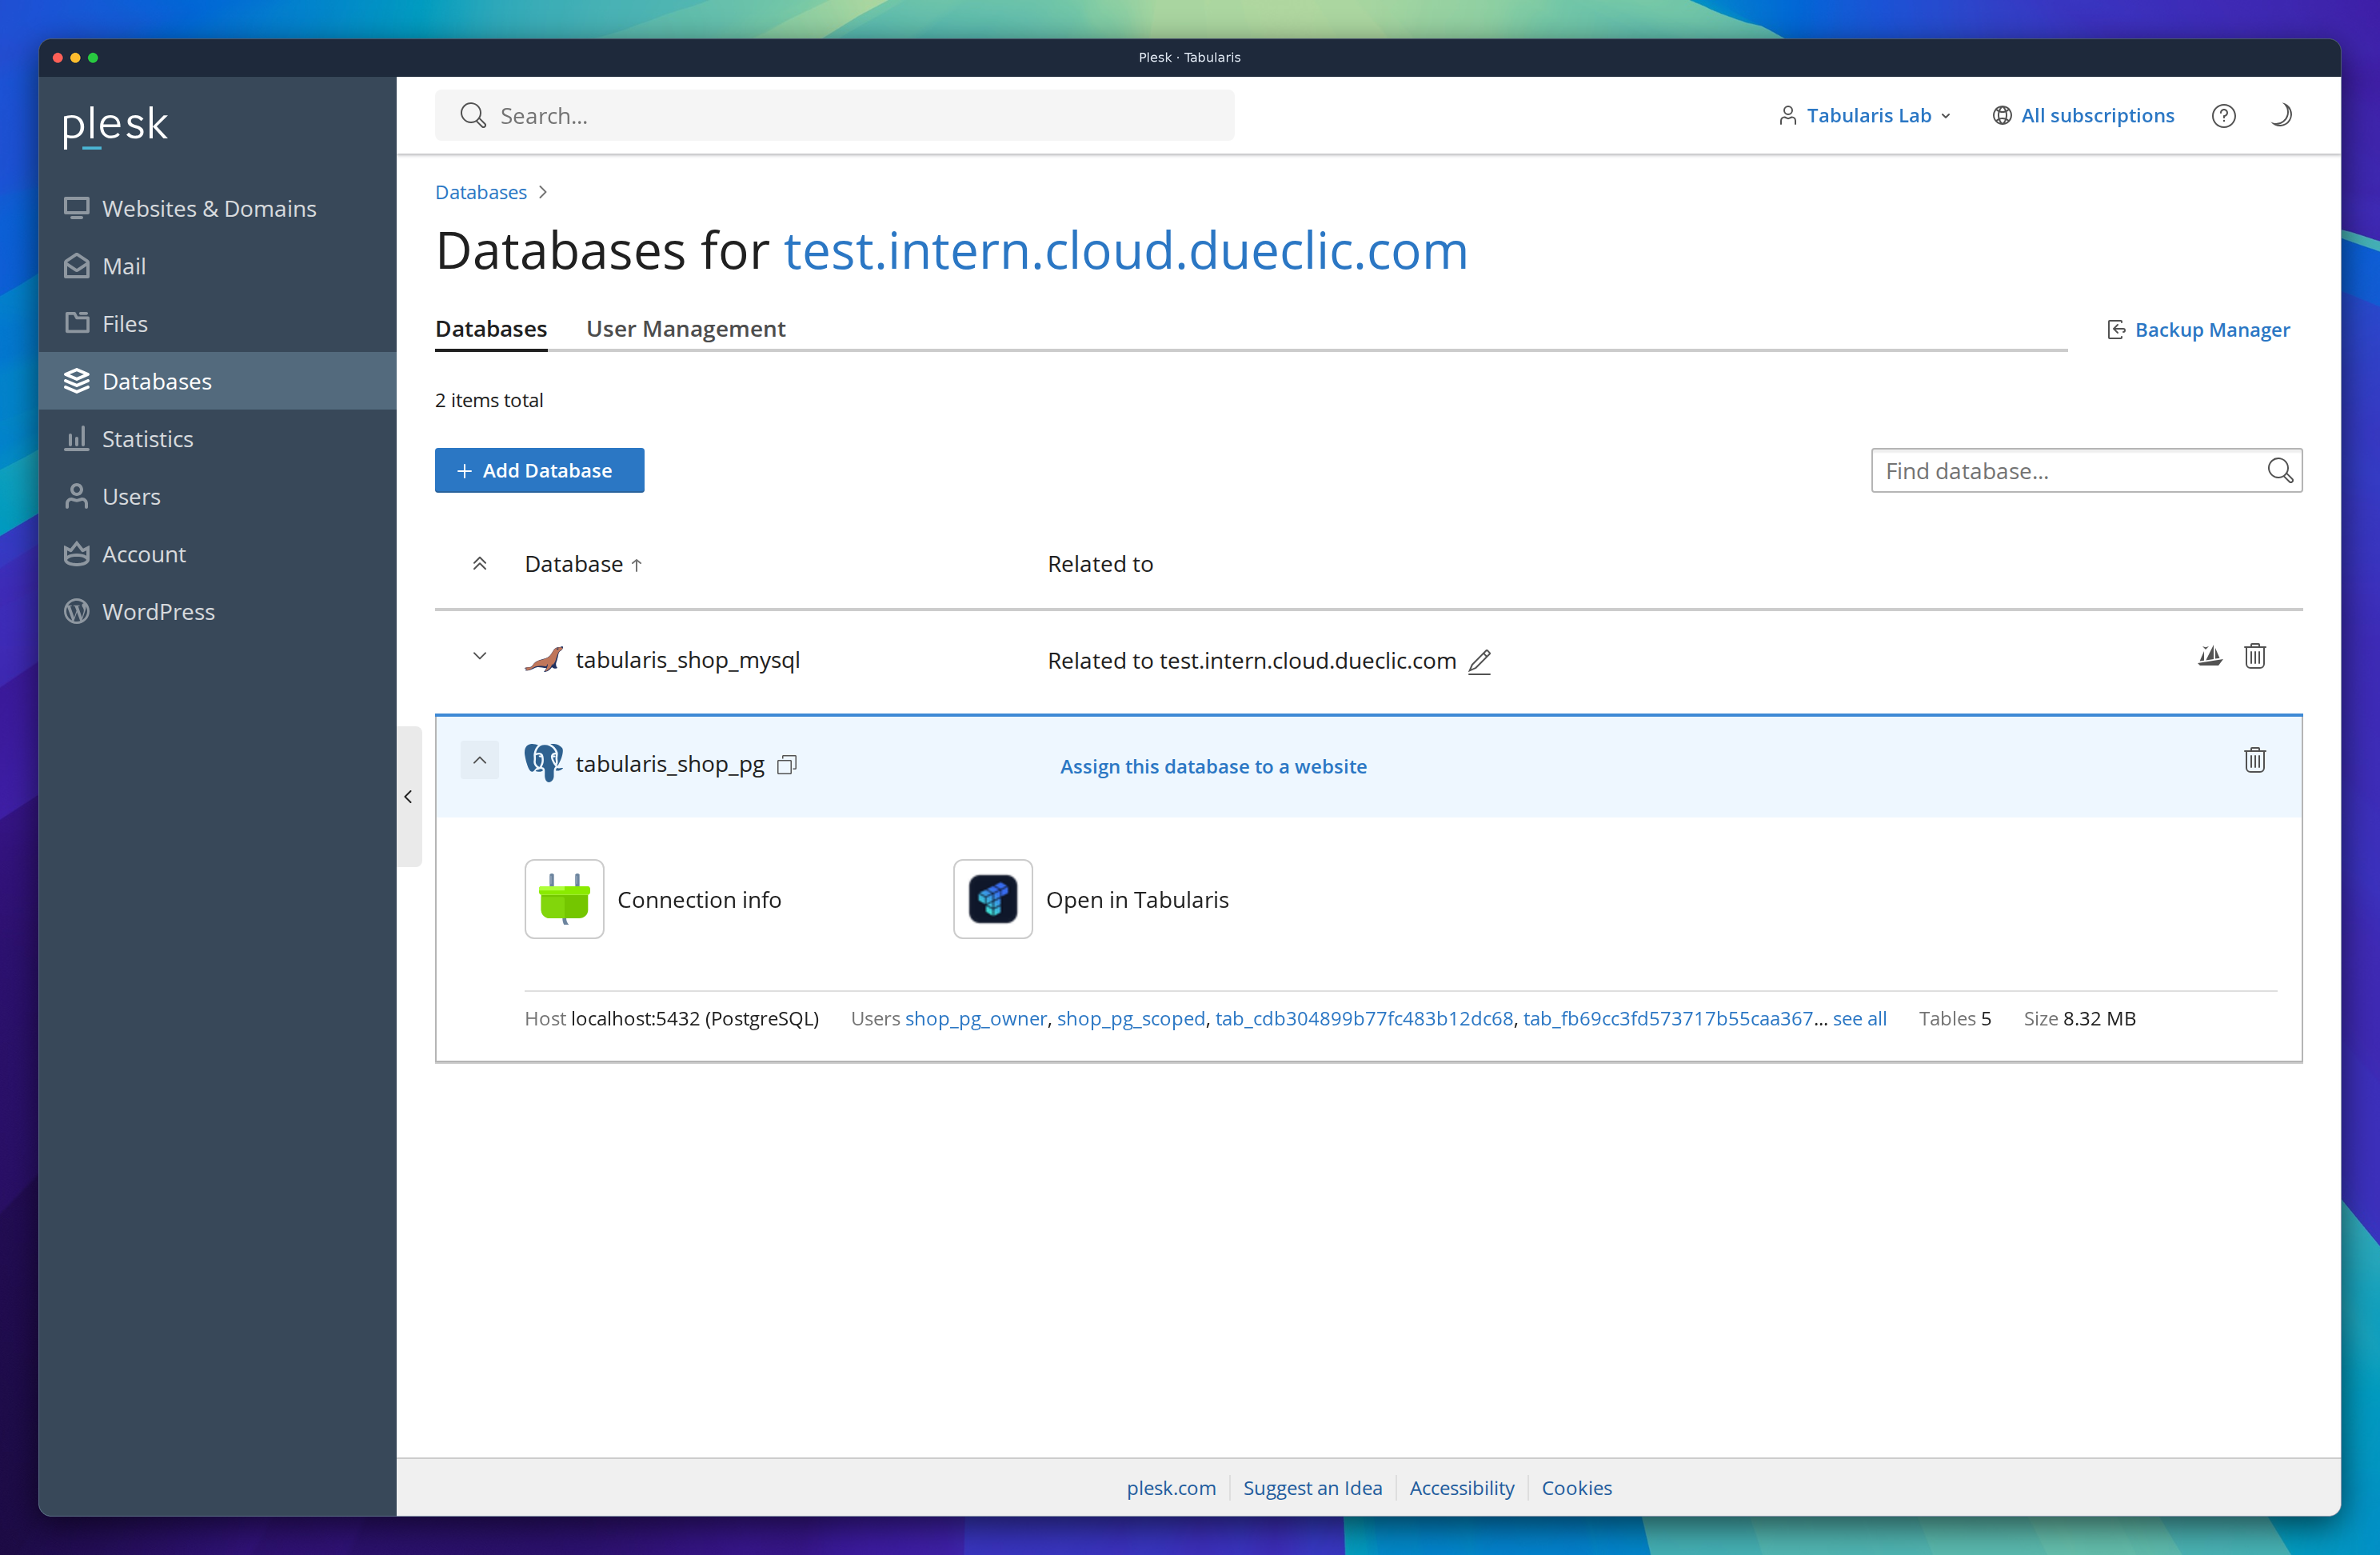 Plesk · Tabularis
plesk
Search...
Tabularis Lab
All subscriptions
Websites & Domains
Mail
Files
Databases
Statistics
Users
Account
WordPress
Databases
Databases for test.intern.cloud.dueclic.com
Databases
User Management
Backup Manager
2 items total
+ Add Database
Find database...
Database ↑
Related to
tabularis_shop_mysql
Related to test.intern.cloud.dueclic.com
tabularis_shop_pg
Assign this database to a website
Connection info
Open in Tabularis
Host localhost:5432 (PostgreSQL) Users shop_pg_owner, shop_pg_scoped, tab_cdb304899b77fc483b12dc68, tab_fb69cc3fd573717b55caa367... see all Tables 5 Size 8.32 MB
plesk.com
Suggest an Idea
Accessibility
Cookies